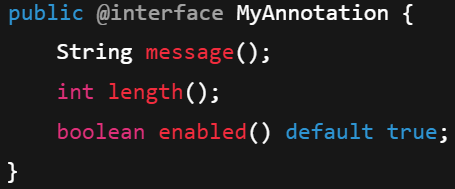 public @interface MyAnnotation {
    String message();
    int length();
    boolean enabled() default true;
}